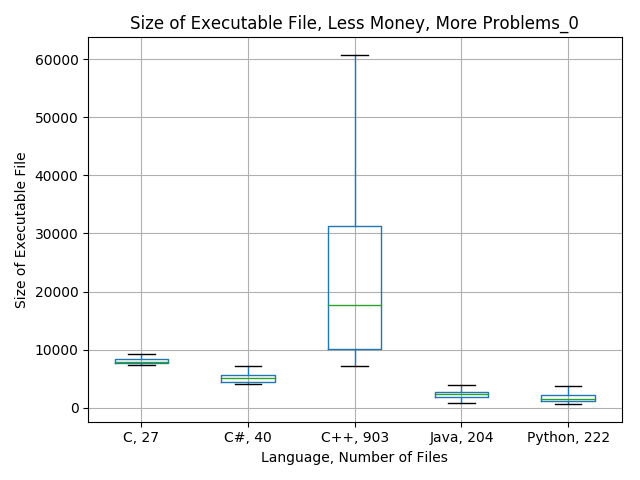 Size of Executable File, Less Money, More Problems_0
Size of Executable File
60000
50000
40000
30000
20000
10000
0
C, 27
C#, 40
C++, 903
Java, 204
Python, 222
Language, Number of Files